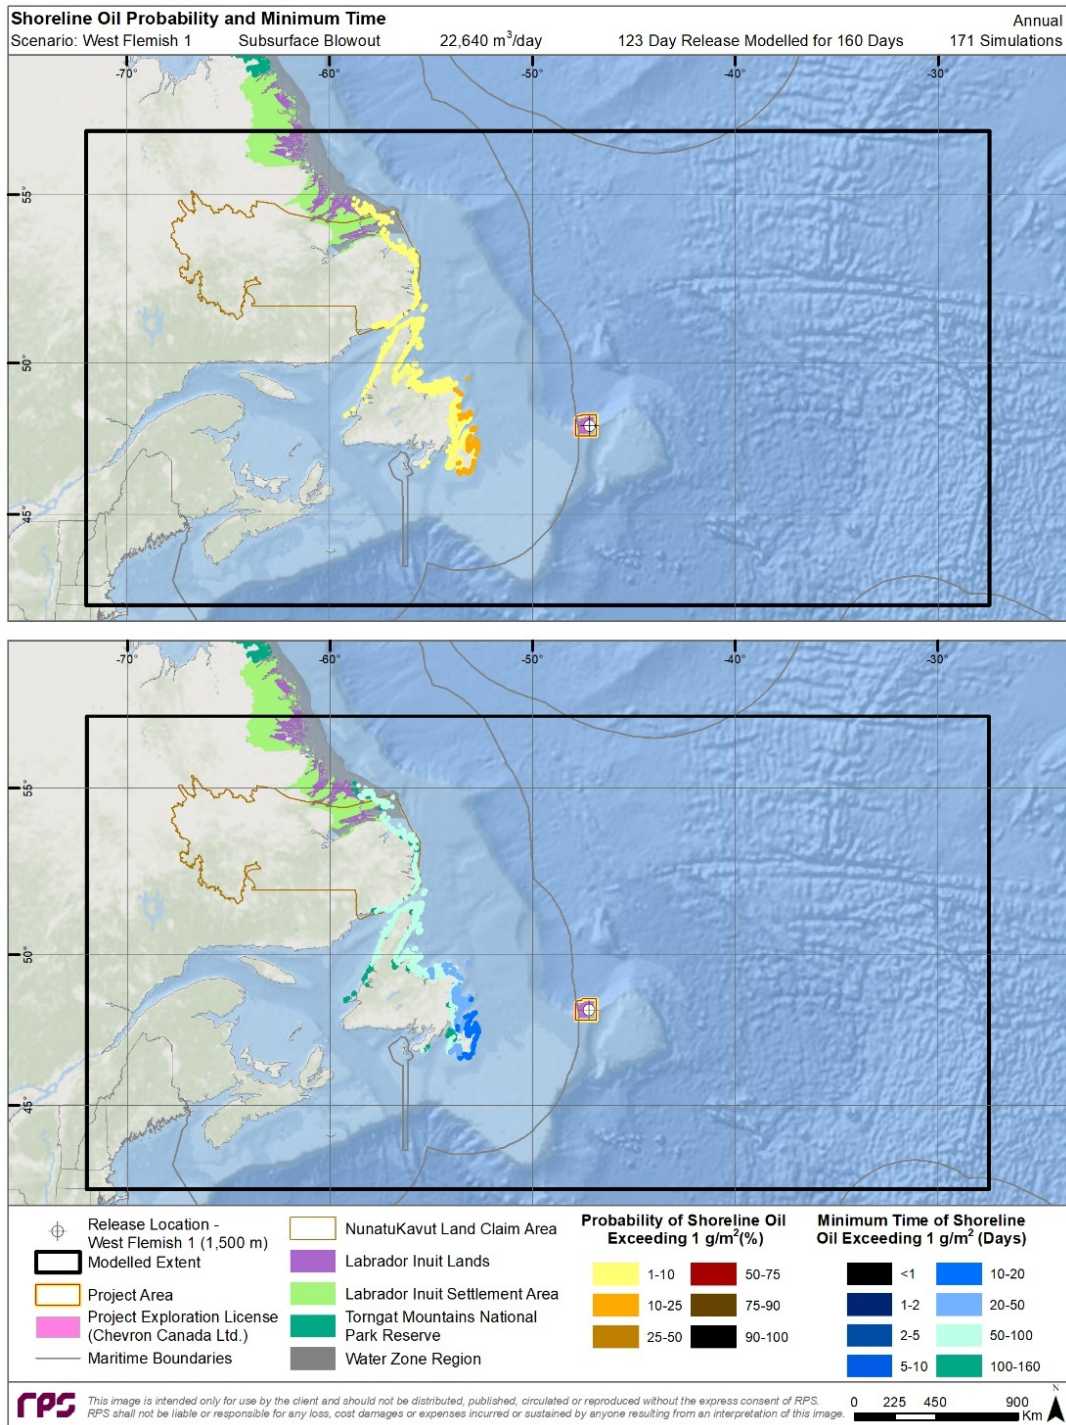 Shoreline Oil Probability and Minimum Time
Annual
Scenario: West Flemish 1 Subsurface Blowout 22,640 m³/day 123 Day Release Modelled for 160 Days 171 Simulations
-70° -60° -50° -40° -30°
55°
50°
45°
-70° -60° -50° -40° -30°
55°
50°
45°
Release Location -
West Flemish 1 (1,500 m)
Modelled Extent
Project Area
Project Exploration License
(Chevron Canada Ltd.)
Maritime Boundaries
NunatuKavut Land Claim Area
Labrador Inuit Lands
Labrador Inuit Settlement Area
Torngat Mountains National
Park Reserve
Water Zone Region
Probability of Shoreline Oil
Exceeding 1 g/m²(%)
1-10 50-75
10-25 75-90
25-50 90-100
Minimum Time of Shoreline
Oil Exceeding 1 g/m² (Days)
<1 10-20
1-2 20-50
2-5 50-100
5-10 100-160
rps
This image is intended only for use by the client and should not be distributed, published, circulated or reproduced without the express consent of RPS.
RPS shall not be liable or responsible for any loss, cost damages or expenses incurred or sustained by anyone resulting from an interpretation of this image.
0 225 450 900
Km
N